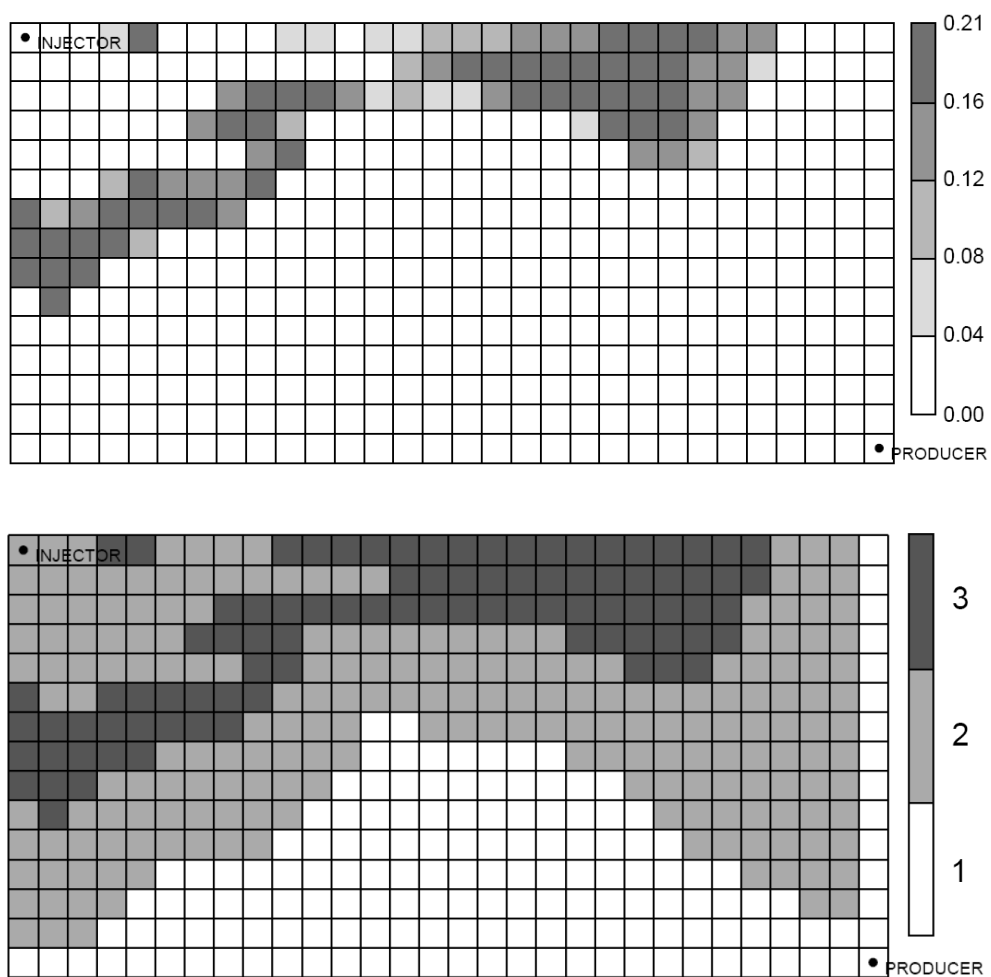 INJECTOR
0.21
0.16
0.12
0.08
0.04
0.00
PRODUCER
INJECTOR
3
2
1
PRODUCER